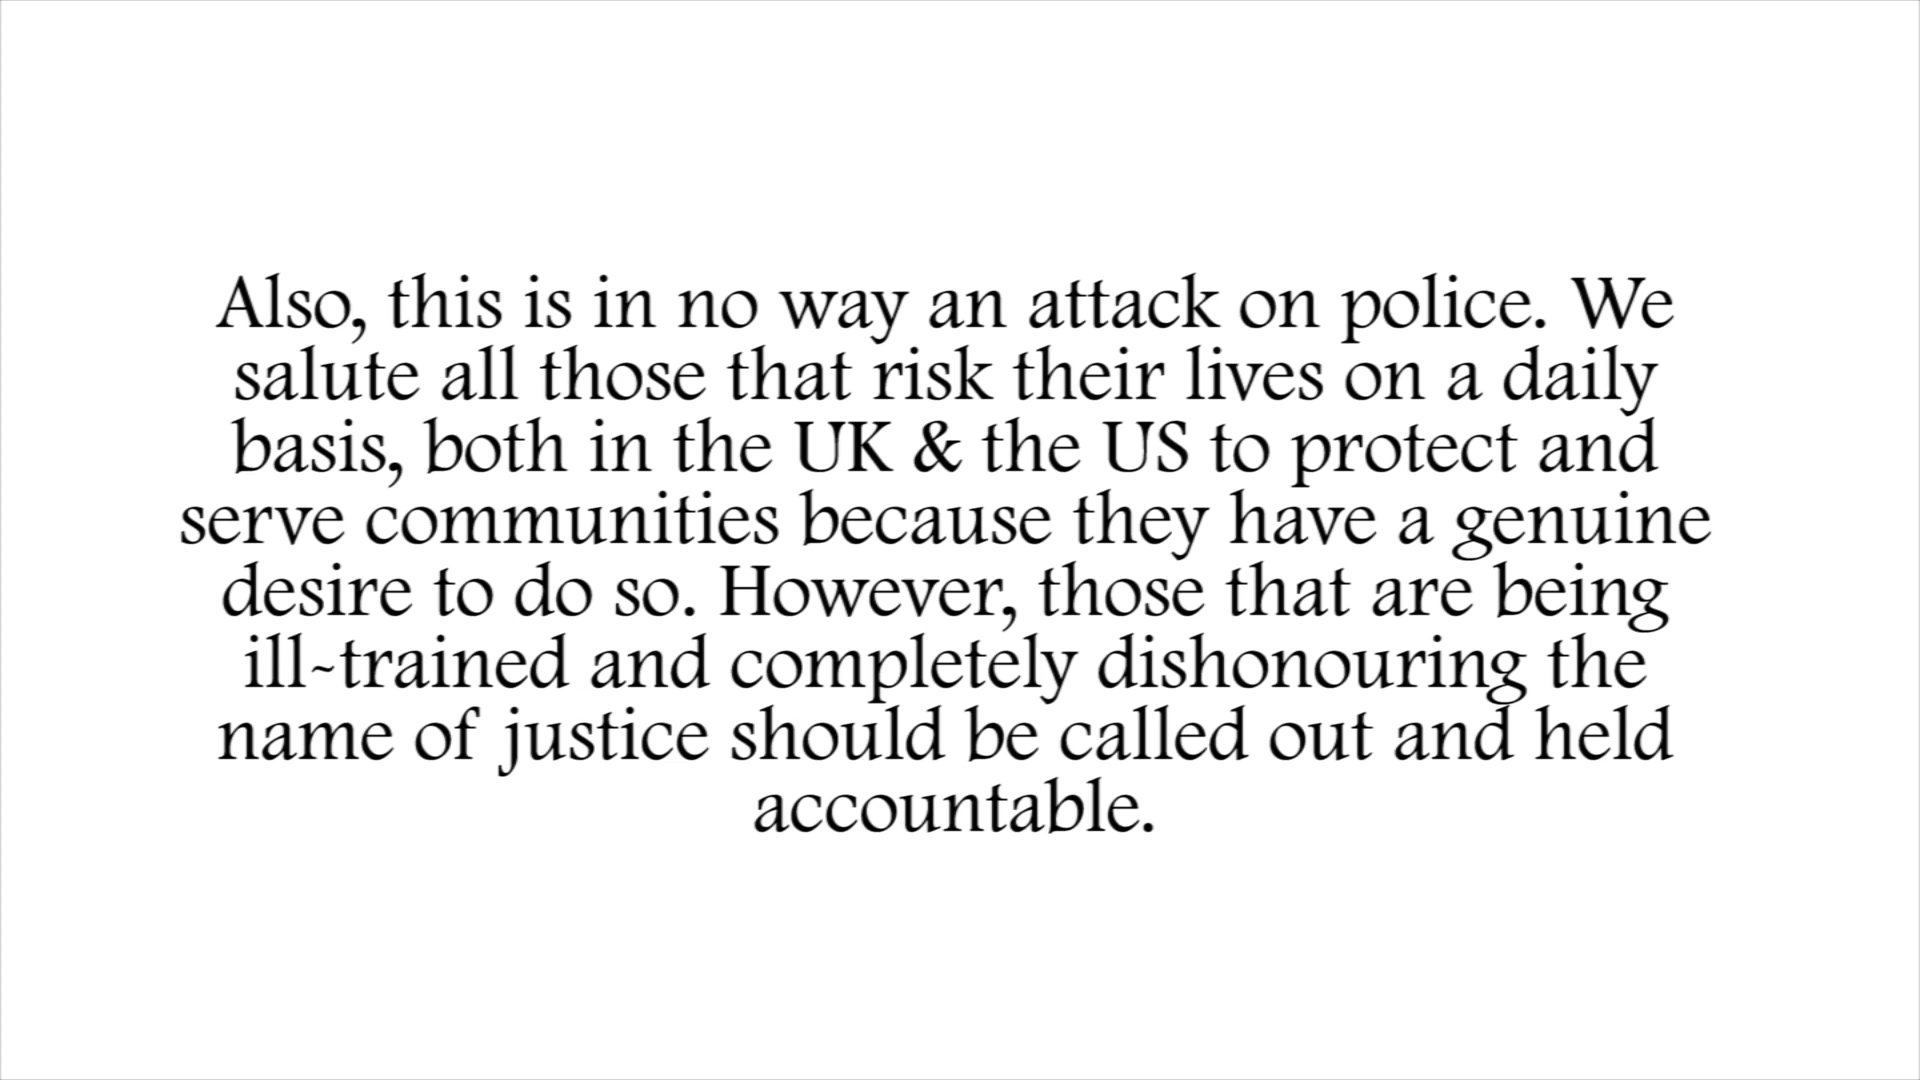 Also, this is in no way an attack on police. We
salute all those that risk their lives on a daily
basis, both in the UK & the US to protect and
serve communities because they have a genuine
desire to do so. However, those that are being
ill-trained and completely dishonouring the
name of justice should be called out and held
accountable.